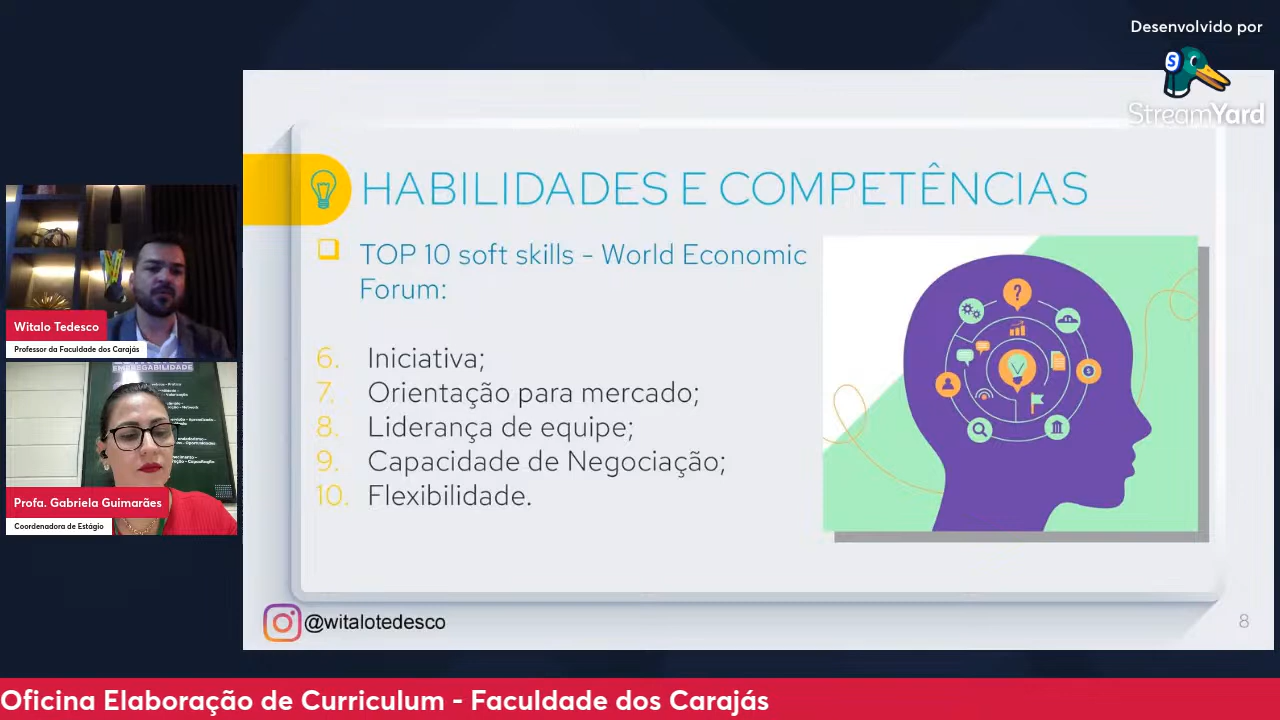 Desenvolvido por
StreamYard
HABILIDADES E COMPETÊNCIAS
TOP 10 soft skills - World Economic
Forum:
6. Iniciativa;
7. Orientação para mercado;
8. Liderança de equipe;
9. Capacidade de Negociação;
10. Flexibilidade.
@witalotedesco
8
Witalo Tedesco
Professor da Faculdade dos Carajás
EMPREGABILIDADE
Profa. Gabriela Guimarães
Coordenadora de Estágio
Oficina Elaboração de Curriculum - Faculdade dos Carajás